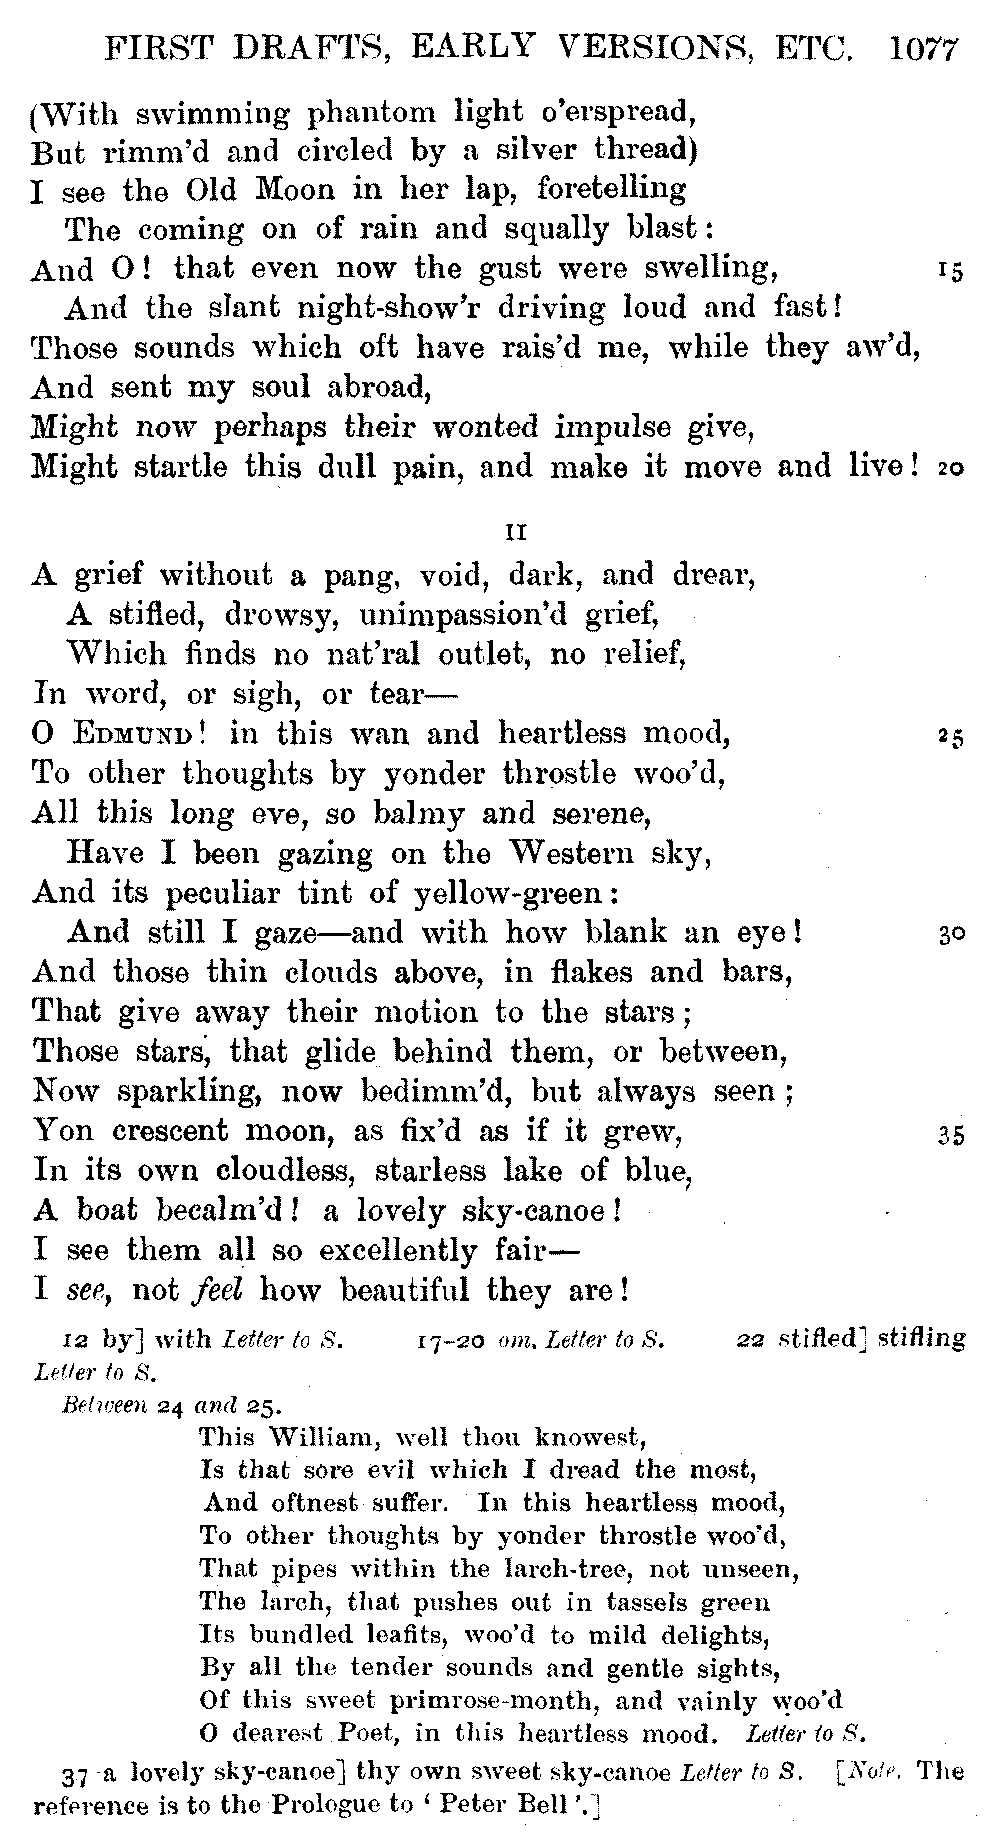 FIRST DRAFTS, EARLY VERSIONS, ETC. 1077
(With swimming phantom light o'erspread,
But rimm'd and circled by a silver thread)
I see the Old Moon in her lap, foretelling
The coming on of rain and squally blast :
And O! that even now the gust were swelling, 15
And the slant night-show'r driving loud and fast!
Those sounds which oft have rais'd me, while they aw'd,
And sent my soul abroad,
Might now perhaps their wonted impulse give,
Might startle this dull pain, and make it move and live! 20
II
A grief without a pang, void, dark, and drear,
A stifled, drowsy, unimpassion'd grief,
Which finds no nat'ral outlet, no relief,
In word, or sigh, or tear—
O EDMUND! in this wan and heartless mood, 25
To other thoughts by yonder throstle woo'd,
All this long eve, so balmy and serene,
Have I been gazing on the Western sky,
And its peculiar tint of yellow-green :
And still I gaze—and with how blank an eye! 30
And those thin clouds above, in flakes and bars,
That give away their motion to the stars ;
Those stars, that glide behind them, or between,
Now sparkling, now bedimm'd, but always seen ;
Yon crescent moon, as fix'd as if it grew, 35
In its own cloudless, starless lake of blue,
A boat becalm'd! a lovely sky-canoe!
I see them all so excellently fair—
I see, not feel how beautiful they are!
12 by] with Letter to S. 17-20 om. Letter to S. 22 stifled] stifling
Letter to S.
Between 24 and 25.
This William, well thou knowest,
Is that sore evil which I dread the most,
And oftnest suffer. In this heartless mood,
To other thoughts by yonder throstle woo'd,
That pipes within the larch-tree, not unseen,
The larch, that pushes out in tassels green
Its bundled leafits, woo'd to mild delights,
By all the tender sounds and gentle sights,
Of this sweet primrose-month, and vainly woo'd
O dearest Poet, in this heartless mood. Letter to S.
37 a lovely sky-canoe] thy own sweet sky-canoe Letter to S. [Note. The
reference is to the Prologue to ' Peter Bell '.]